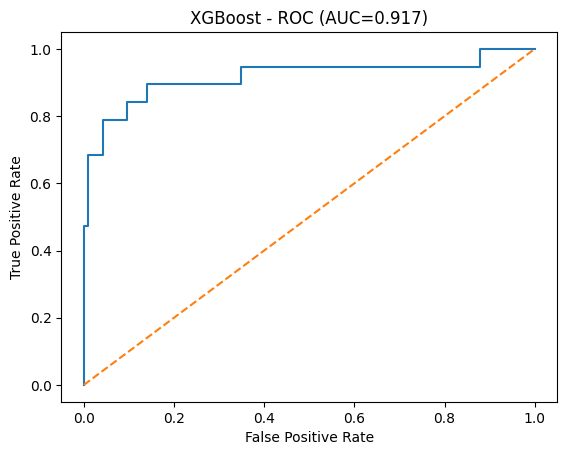 XGBoost - ROC (AUC=0.917)
1.0
0.8
0.6
0.4
0.2
0.0
True Positive Rate
0.0 0.2 0.4 0.6 0.8 1.0
False Positive Rate